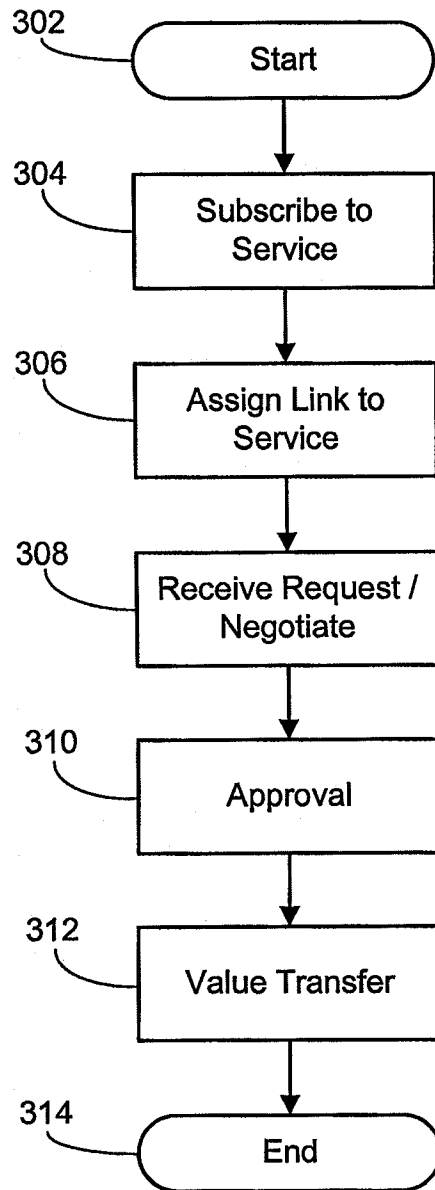 302
Start
304
Subscribe to
Service
306
Assign Link to
Service
308
Receive Request /
Negotiate
310
Approval
312
Value Transfer
314
End